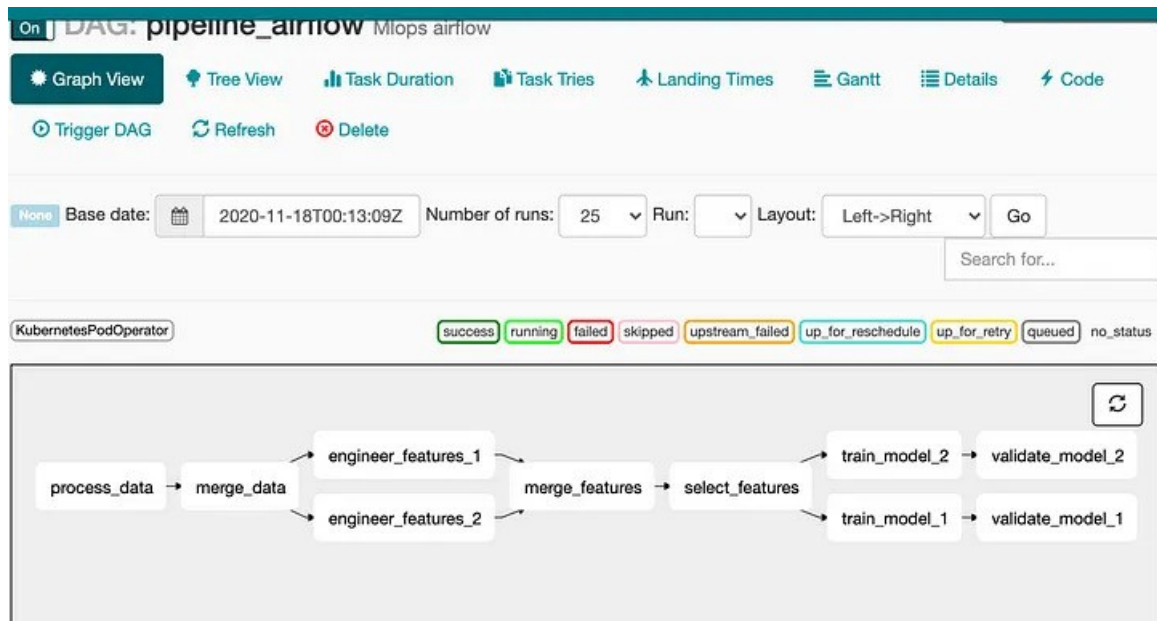 On DAG: pipeline_airflow Mlops airflow
Graph View Tree View Task Duration Task Tries Landing Times Gantt Details Code
Trigger DAG Refresh Delete
None Base date: 2020-11-18T00:13:09Z Number of runs: 25 Run: Layout: Left->Right Go
Search for...
KubernetesPodOperator success running failed skipped upstream_failed up_for_reschedule up_for_retry queued no_status
engineer_features_1 train_model_2 validate_model_2
process_data merge_data merge_features select_features
engineer_features_2 train_model_1 validate_model_1